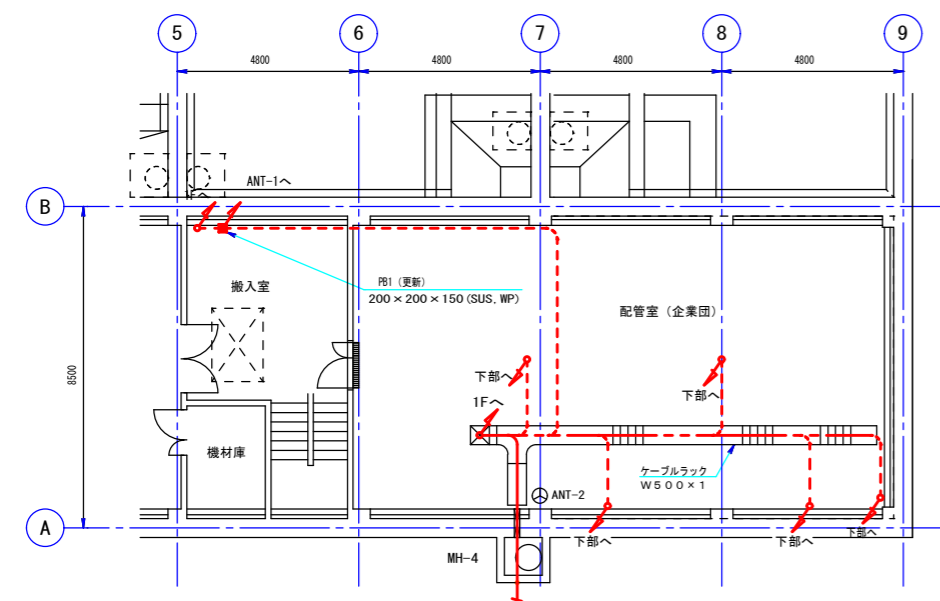 5
6
7
8
9
4800
4800
4800
4800
ANT-1へ
1Fへ
B
搬入室
PB1 (更新)
200×200×150(SUS,WP)
配管室(企業団)
8500
下部へ
下部へ
1Fへ
機材庫
ケーブルラック
W500×1
ANT-2
A
下部へ
下部へ
下部へ
MH-4